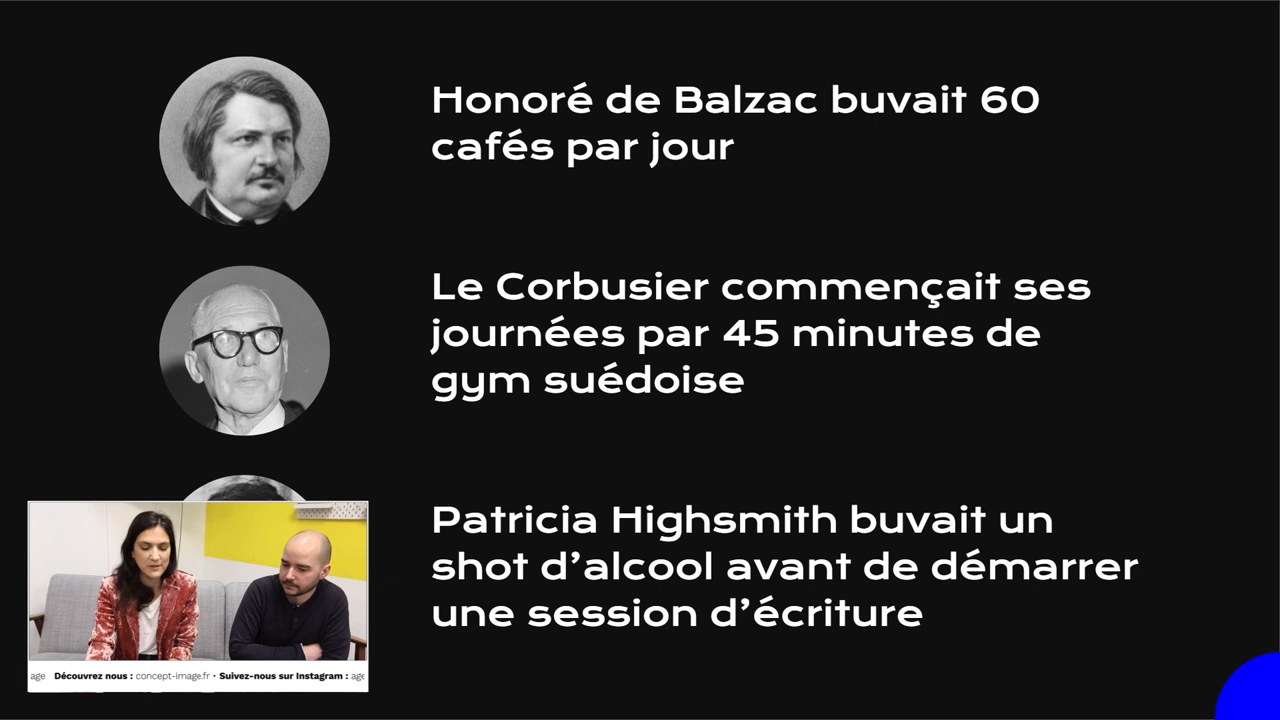 Honoré de Balzac buvait 60
cafés par jour
Le Corbusier commençait ses
journées par 45 minutes de
gym suédoise
Patricia Highsmith buvait un
shot d’alcool avant de démarrer
une session d’écriture
age Découvrez nous : concept-image.fr • Suivez-nous sur Instagram : age